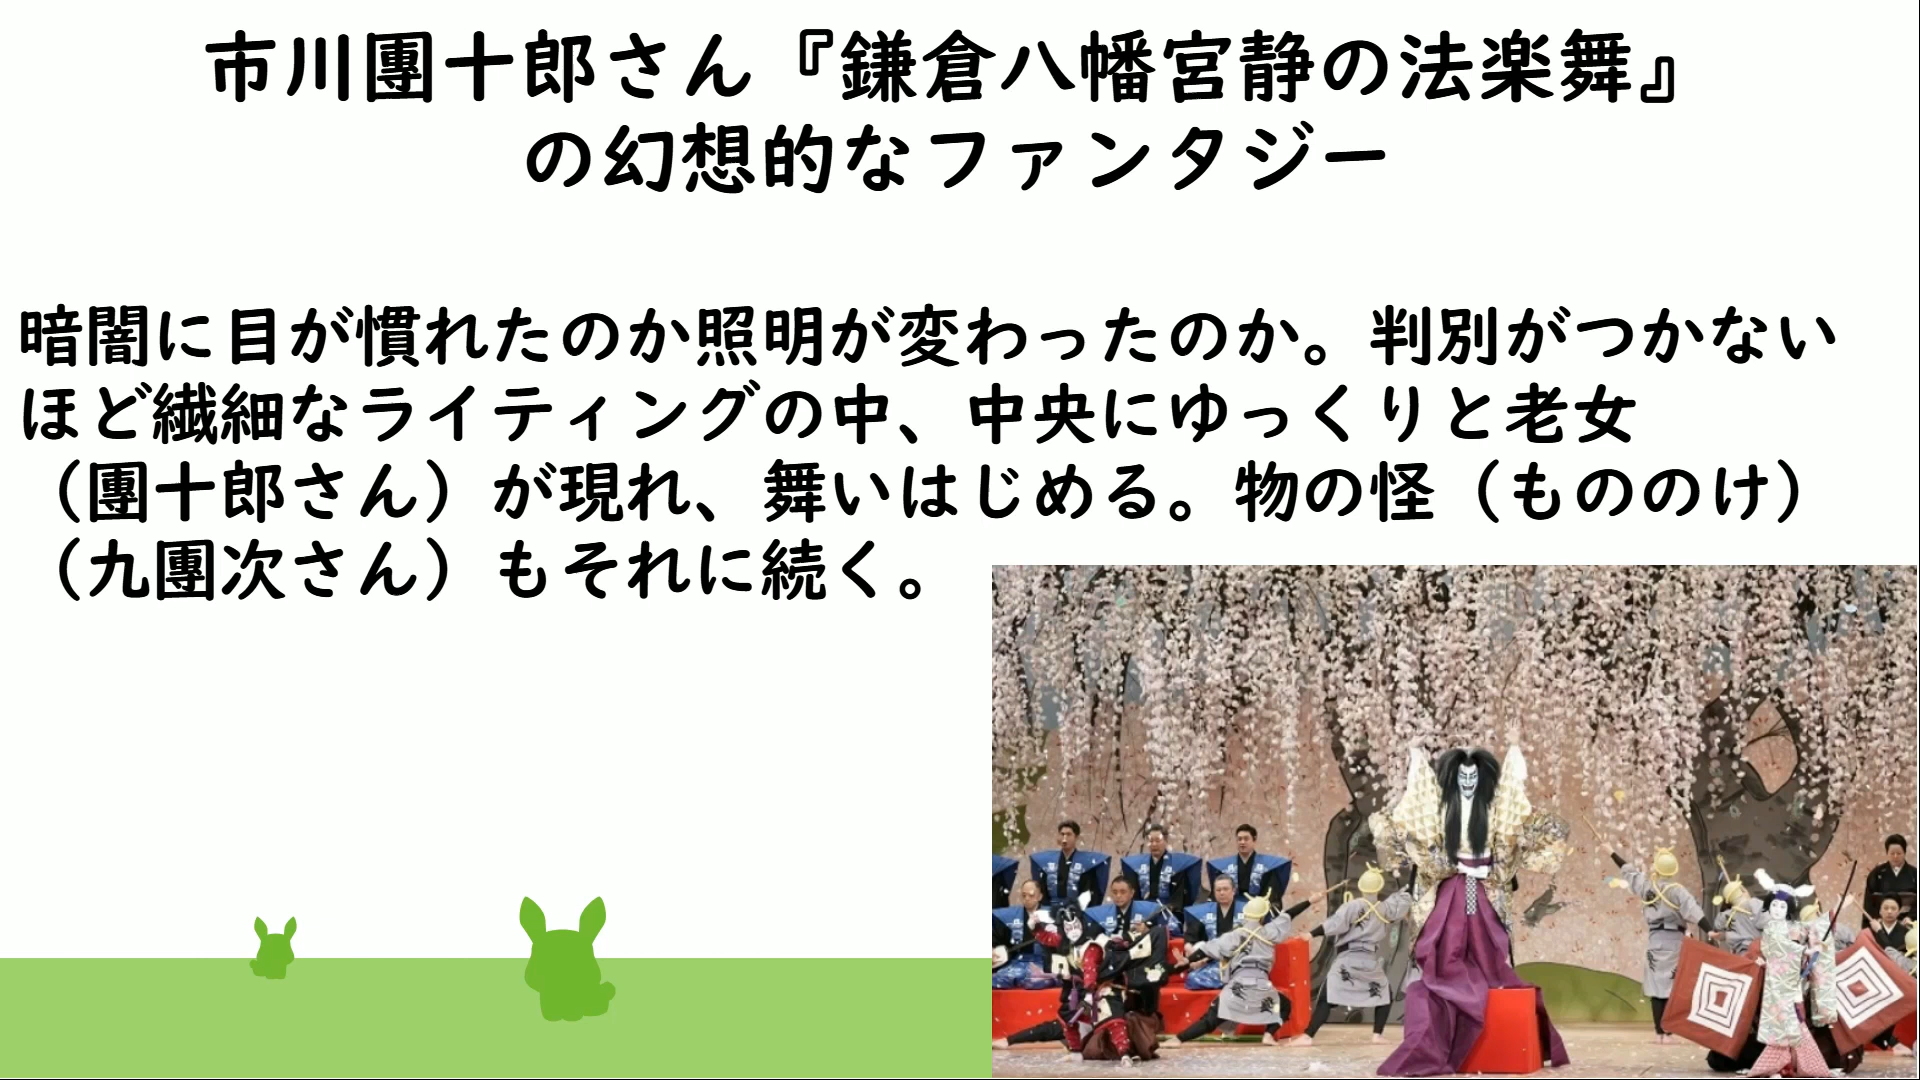 市川團十郎さん『鎌倉八幡宮静の法楽舞』
の幻想的なファンタジー
暗闇に目が慣れたのか照明が変わったのか。判別がつかない
ほど繊細なライティングの中、中央にゆっくりと老女
（團十郎さん）が現れ、舞いはじめる。物の怪（もののけ）
（九團次さん）もそれに続く。